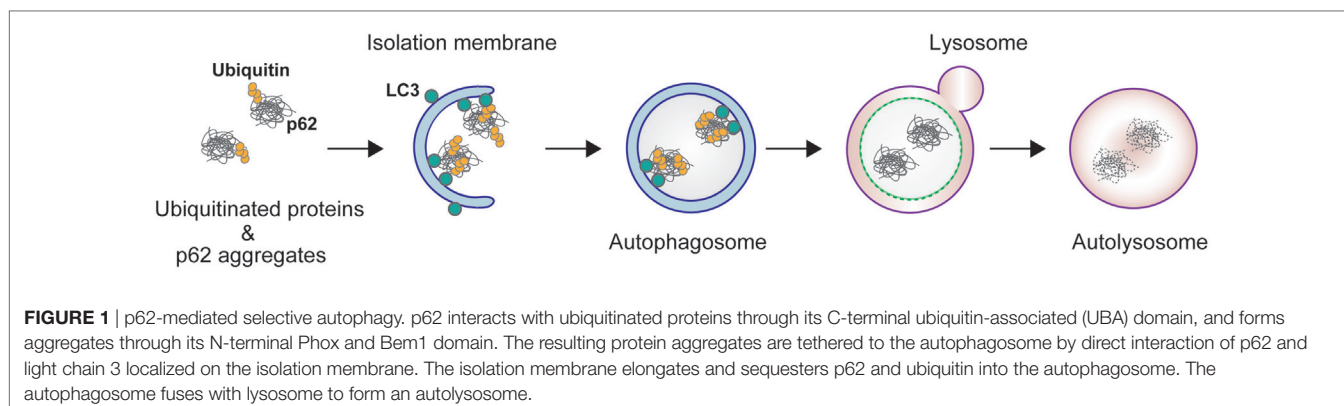 Isolation membrane
Lysosome
Ubiquitin
LC3
p62
Ubiquitinated proteins
&
p62 aggregates
Autophagosome
Autolysosome
FIGURE 1 | p62-mediated selective autophagy. p62 interacts with ubiquitinated proteins through its C-terminal ubiquitin-associated (UBA) domain, and forms
aggregates through its N-terminal Phox and Bem1 domain. The resulting protein aggregates are tethered to the autophagosome by direct interaction of p62 and
light chain 3 localized on the isolation membrane. The isolation membrane elongates and sequesters p62 and ubiquitin into the autophagosome. The
autophagosome fuses with lysosome to form an autolysosome.